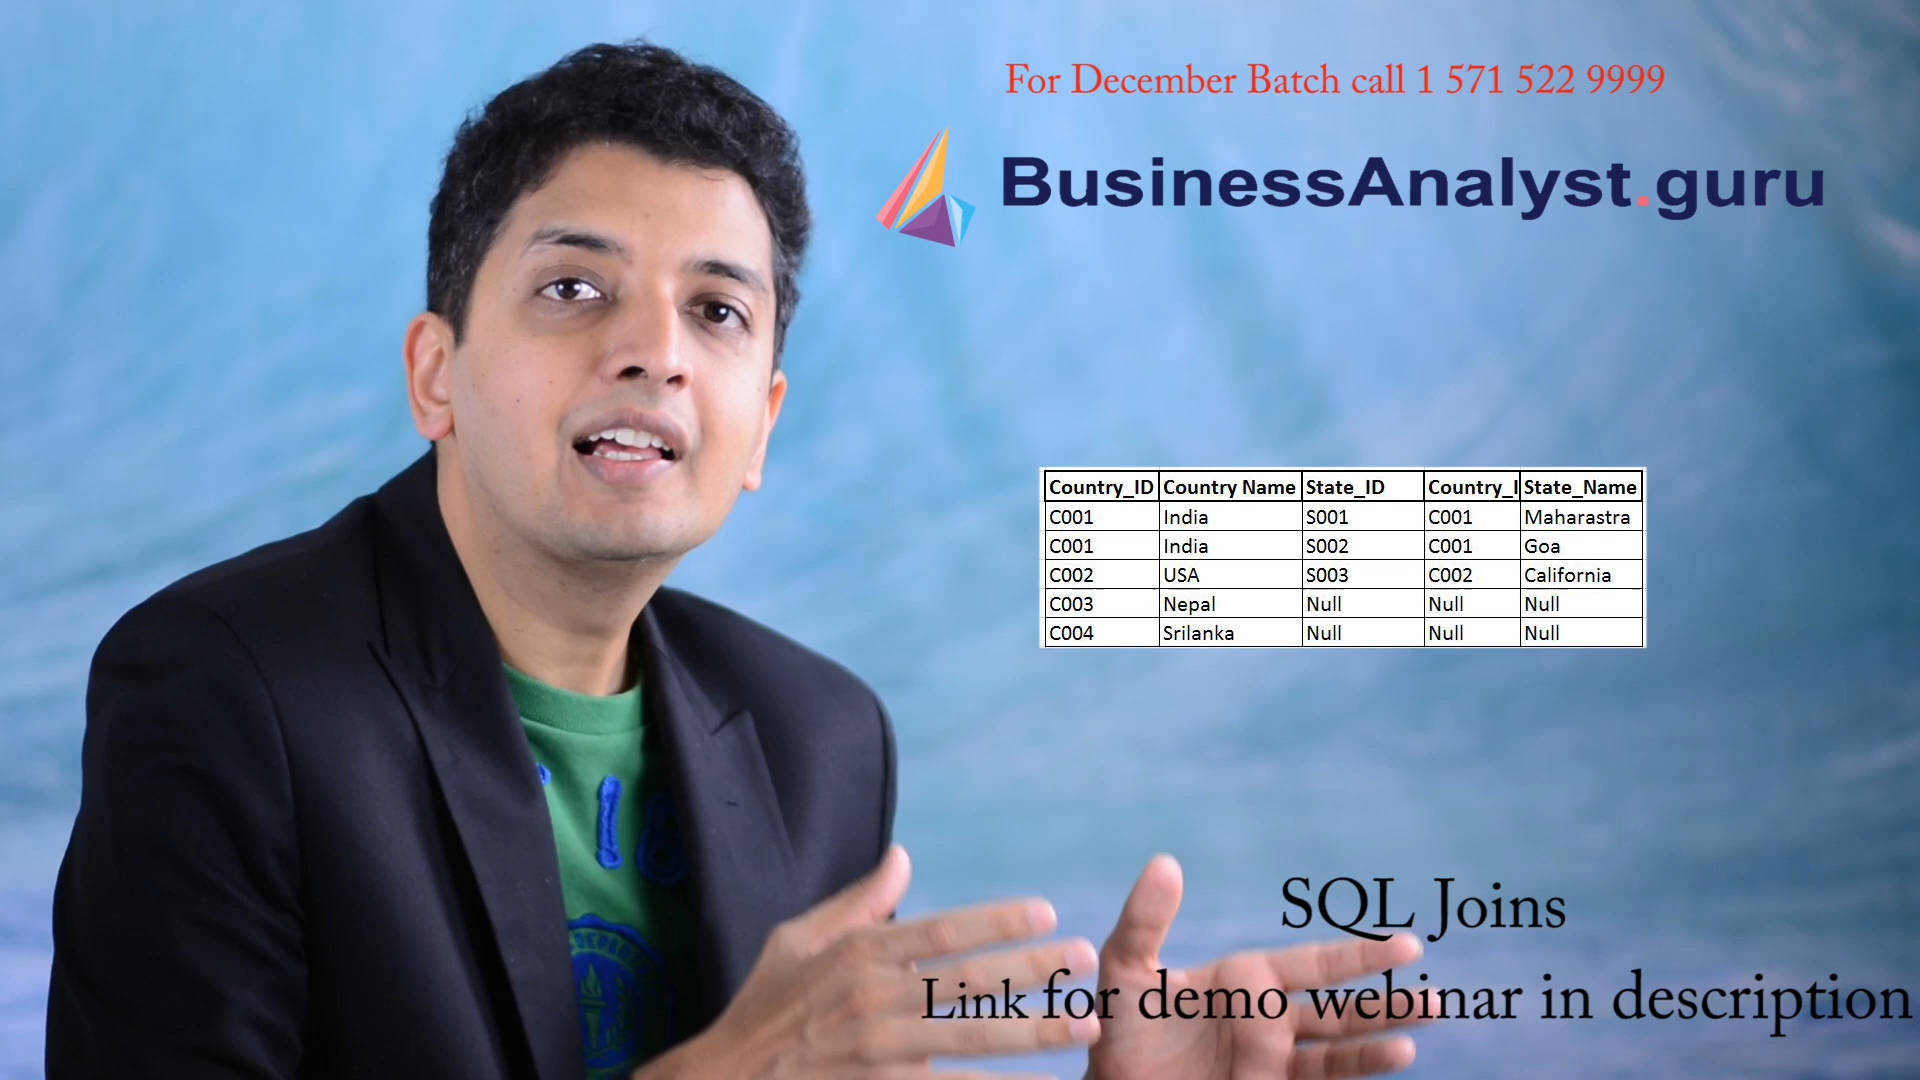 For December Batch call 1 571 522 9999
BusinessAnalyst.guru
Country_ID Country Name State_ID Country_I State_Name
C001 India S001 C001 Maharastra
C001 India S002 C001 Goa
C002 USA S003 C002 California
C003 Nepal Null Null Null
C004 Srilanka Null Null Null
SQL Joins
Link for demo webinar in description